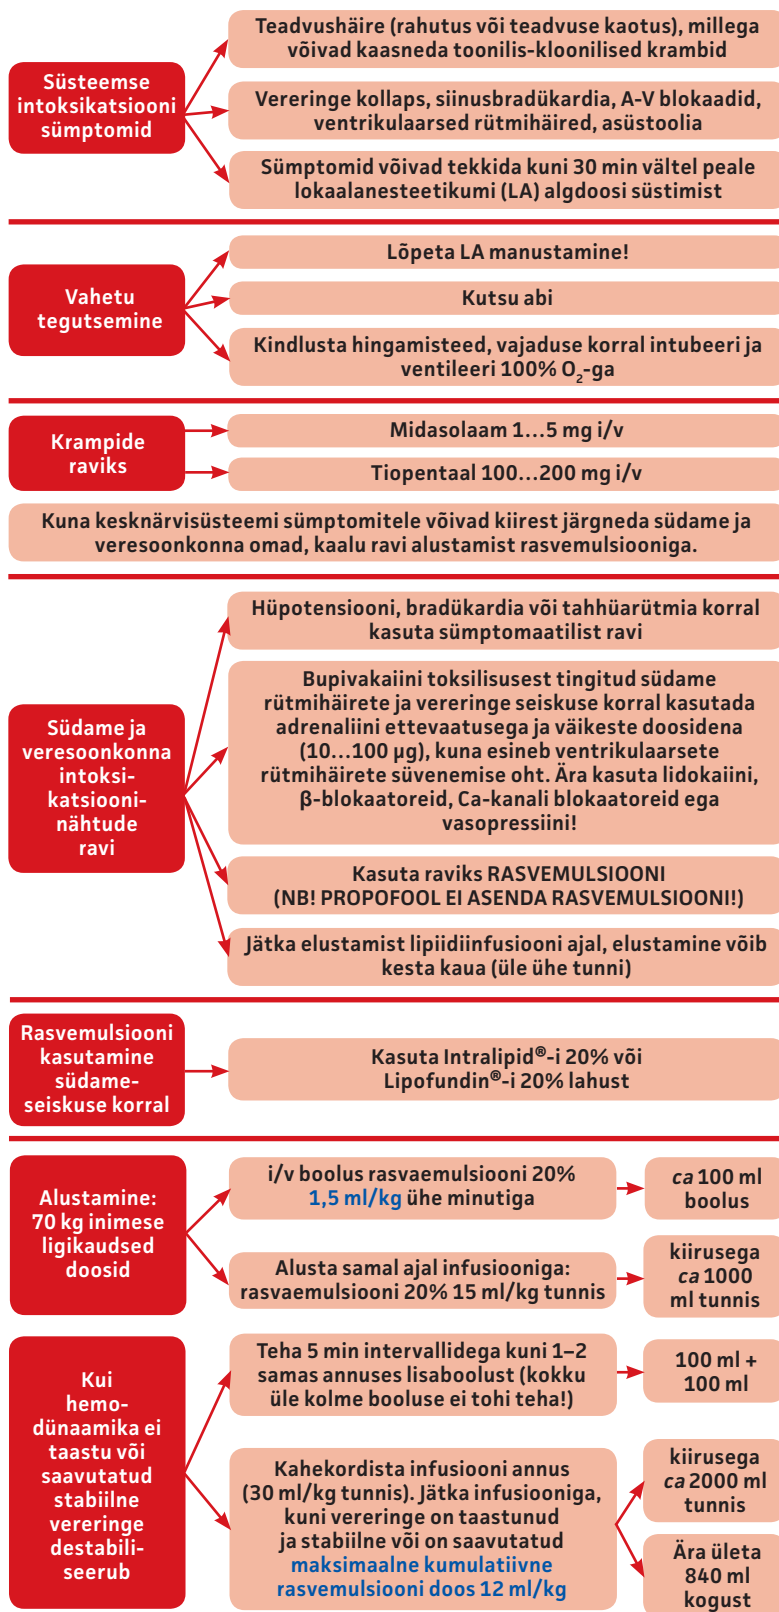 Süsteemse
intoksikatsiooni
sümptomid
Teadvushäire (rahutus või teadvuse kaotus), millega
võivad kaasneda toonilis-kloonilised krambid
Vereringe kollaps, siinusbradükardia, A-V blokaadid,
ventrikulaarsed rütmihäired, asüstoolia
Sümptomid võivad tekkida kuni 30 min vältel peale
lokaalanesteetikumi (LA) algdoosi süstimist
Vahetu
tegutsemine
Lõpeta LA manustamine!
Kutsu abi
Kindlusta hingamisteed, vajaduse korral intubeeri ja
ventileeri 100% O₂-ga
Krampide
raviks
Midasolaam 1…5 mg i/v
Tiopentaal 100…200 mg i/v
Kuna kesknärvisüsteemi sümptomitele võivad kiirest järgneda südame ja
veresoonkonna omad, kaalu ravi alustamist rasvemulsiooniga.
Südame ja
veresoonkonna
intoksi-
katsiooni-
nähtude
ravi
Hüpotensiooni, bradükardia või tahhüarütmia korral
kasuta sümptomaatilist ravi
Bupivakaiini toksilisusest tingitud südame
rütmihäirete ja vereringe seiskuse korral kasutada
adrenaliini ettevaatusega ja väikeste doosidena
(10…100 µg), kuna esineb ventrikulaarsete
rütmihäirete süvenemise oht. Ära kasuta lidokaiini,
β-blokaatoreid, Ca-kanali blokaatoreid ega
vasopressiini!
Kasuta raviks RASVEMULSIOONI
(NB! PROPOFOOL EI ASENDA RASVEMULSIOONI!)
Jätka elustamist lipiidiinfusiooni ajal, elustamine võib
kesta kaua (üle ühe tunni)
Rasvemulsiooni
kasutamine
südame-
seiskuse korral
Kasuta Intralipid®-i 20% või
Lipofundin®-i 20% lahust
Alustamine:
70 kg inimese
ligikaudsed
doosid
i/v boolus rasvaemulsiooni 20%
1,5 ml/kg ühe minutiga
ca 100 ml
boolus
Alusta samal ajal infusiooniga:
rasvaemulsiooni 20% 15 ml/kg tunnis
kiirusega
ca 1000
ml tunnis
Kui
hemo-
dünaamika ei
taastu või
saavutatud
stabiilne
vereringe
destabili-
seerub
Teha 5 min intervallidega kuni 1–2
samas annuses lisaboolust (kokku
üle kolme booluse ei tohi teha!)
100 ml +
100 ml
Kahekordista infusiooni annus
(30 ml/kg tunnis). Jätka infusiooniga,
kuni vereringe on taastunud
ja stabiilne või on saavutatud
maksimaalne kumulatiivne
rasvemulsiooni doos 12 ml/kg
kiirusega
ca 2000 ml
tunnis
Ära ületa
840 ml
kogust